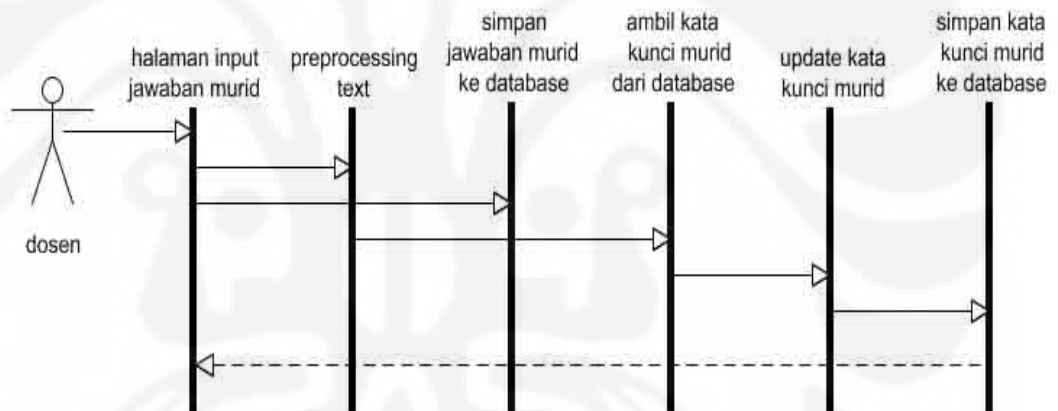 halaman input
jawaban murid
preprocessing
text
simpan
jawaban murid
ke database
ambil kata
kunci murid
dari database
update kata
kunci murid
simpan kata
kunci murid
ke database
dosen